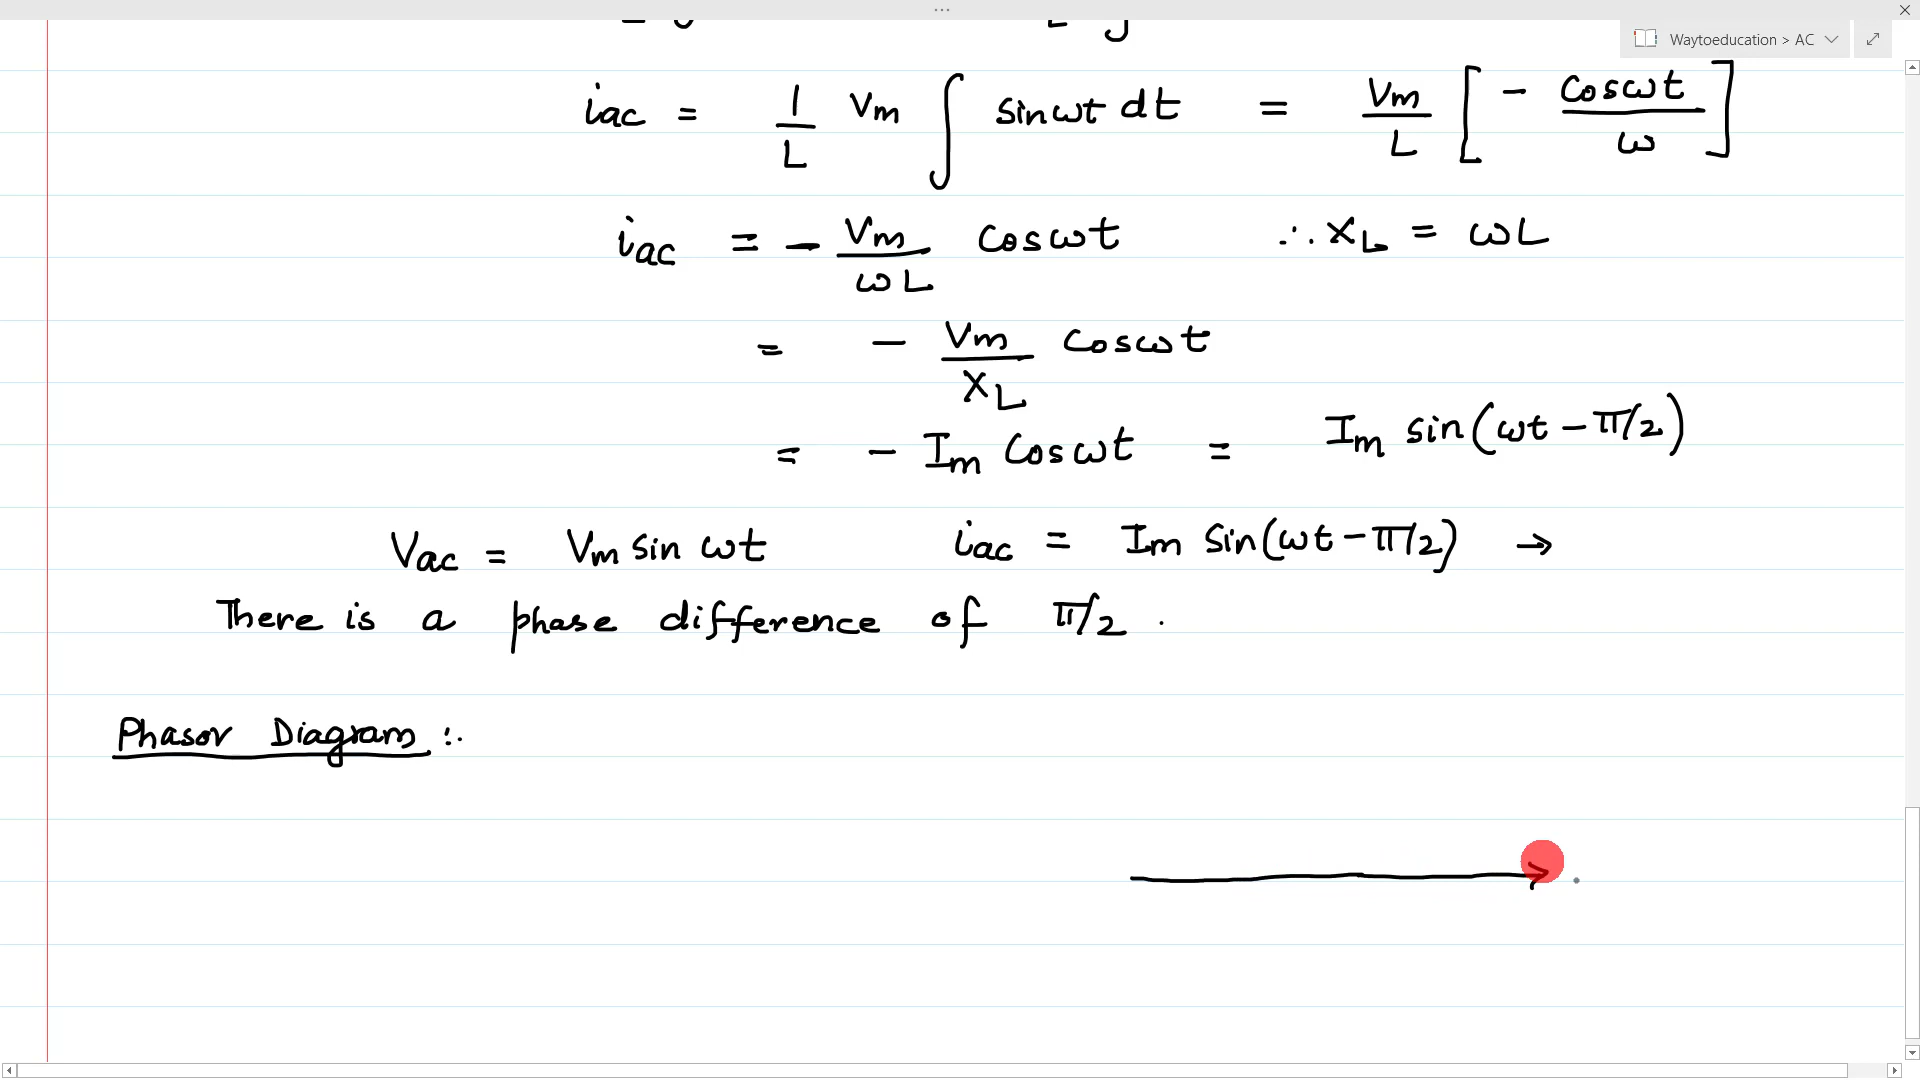 Waytoeducation > AC
iac = 1/L Vm ∫ sinωt dt = Vm/L [ - cosωt/ω ]
iac = - Vm/ωL cosωt ∴ XL = ωL
= - Vm/XL cosωt
= - Im cosωt = Im sin(ωt - π/2)
Vac = Vm sin ωt iac = Im sin(ωt - π/2) →
There is a phase difference of π/2 .
Phasor Diagram :.